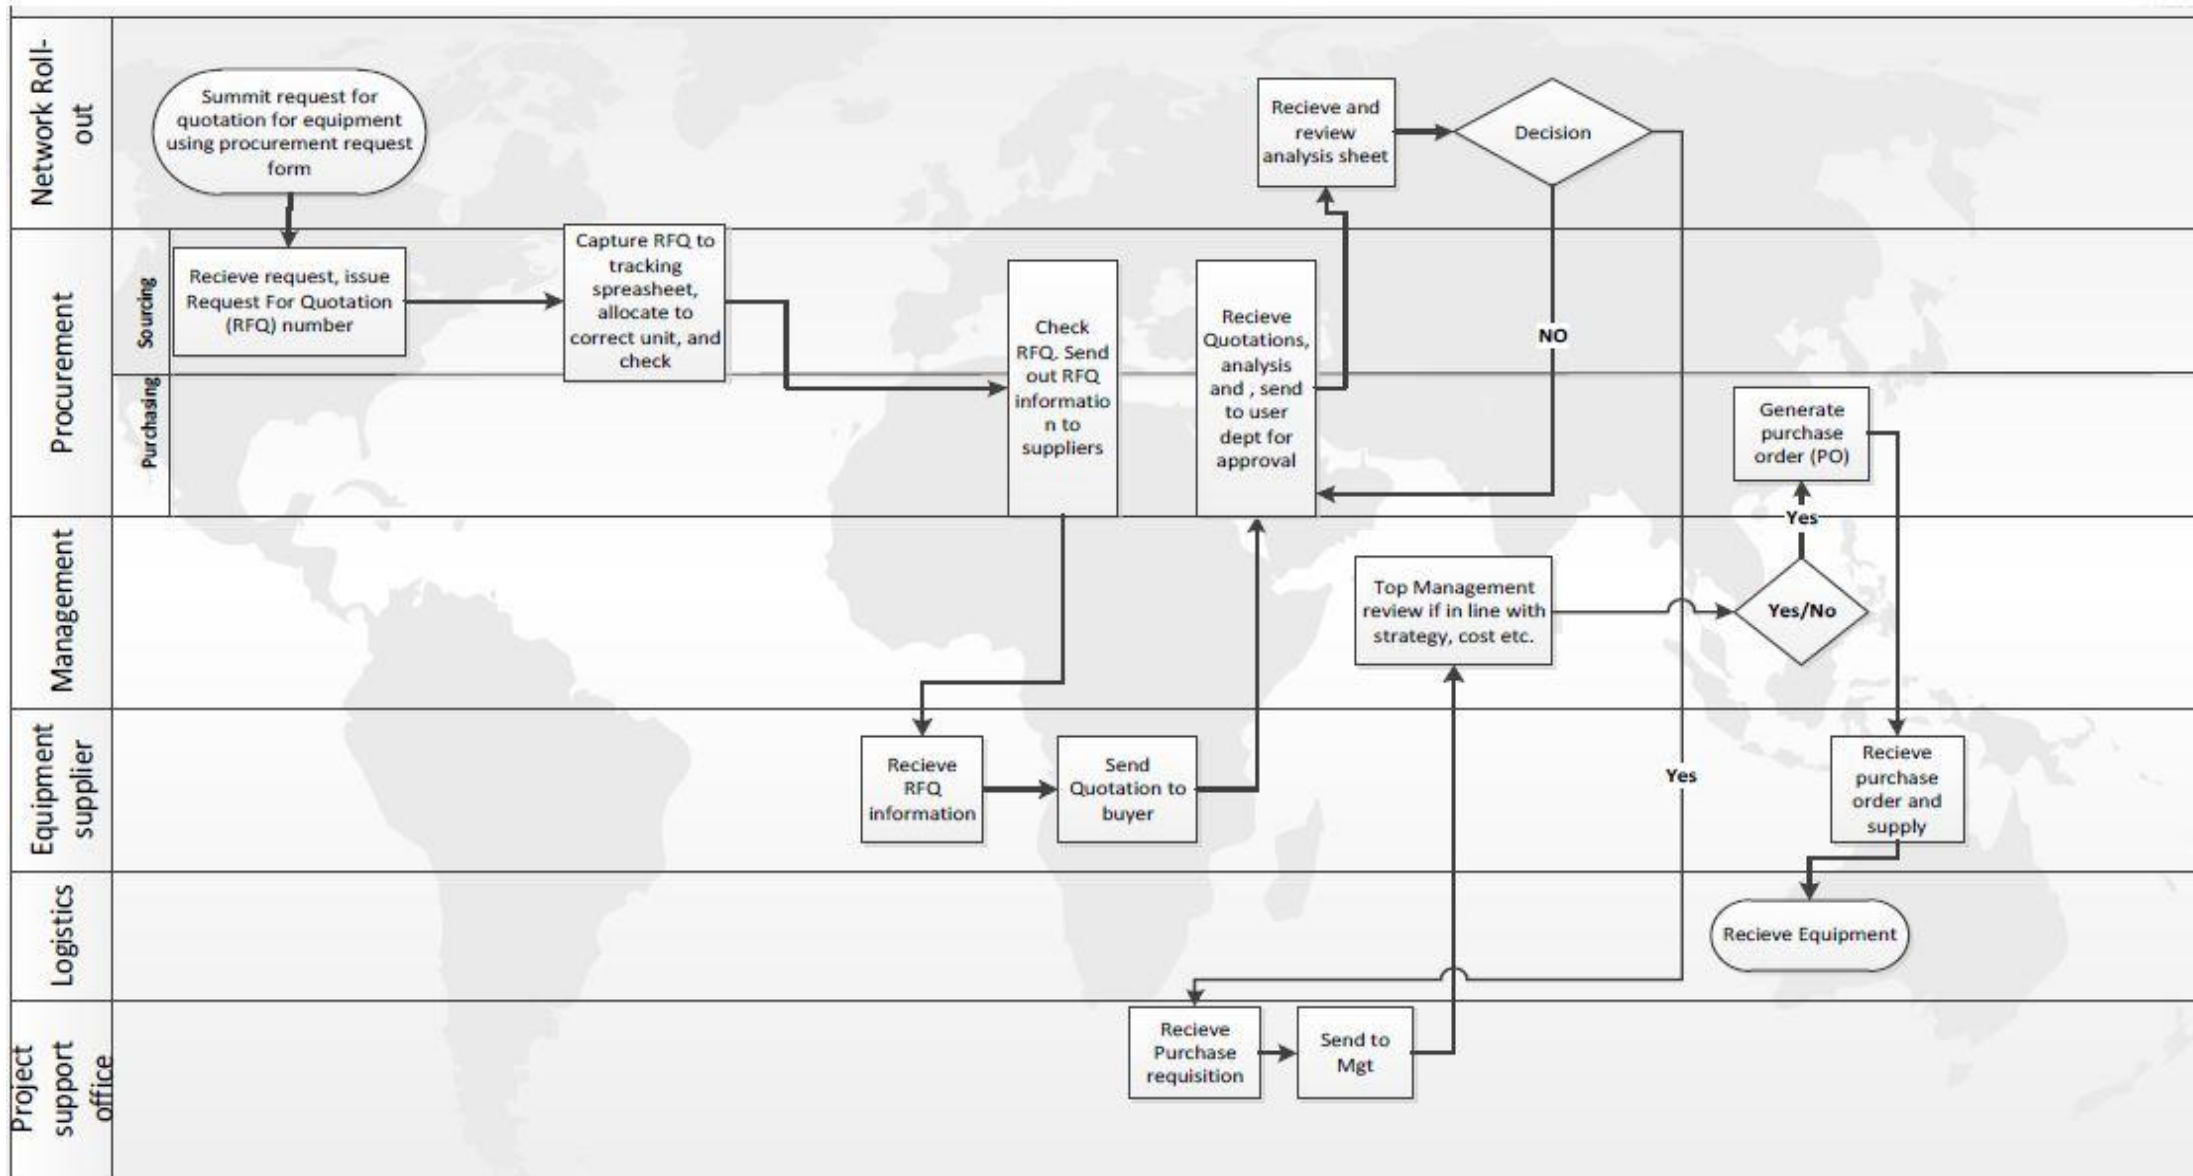 Network Roll-
out
Summit request for
quotation for equipment
using procurement request
form
Recieve and
review
analysis sheet
Decision
Procurement
Sourcing
Purchasing
Recieve request, issue
Request For Quotation
(RFQ) number
Capture RFQ to
tracking
spreasheet,
allocate to
correct unit, and
check
Check
RFQ. Send
out RFQ
informatio
n to
suppliers
Recieve
Quotations,
analysis
and , send
to user
dept for
approval
NO
Generate
purchase
order (PO)
Yes
Management
Top Management
review if in line with
strategy, cost etc.
Yes/No
Equipment
supplier
Recieve
RFQ
information
Send
Quotation to
buyer
Yes
Recieve
purchase
order and
supply
Logistics
Recieve Equipment
Project
support
office
Recieve
Purchase
requisition
Send to
Mgt